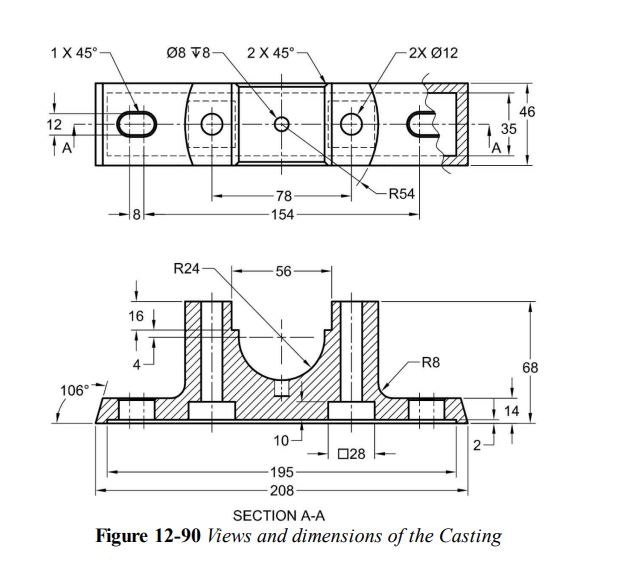 1 X 45°
Ø8 ↧8
2 X 45°
2X Ø12
12
A
A
46
35
R54
78
154
8
R24
56
16
4
R8
68
106°
14
10
2
□28
195
208
SECTION A-A
Figure 12-90 Views and dimensions of the Casting